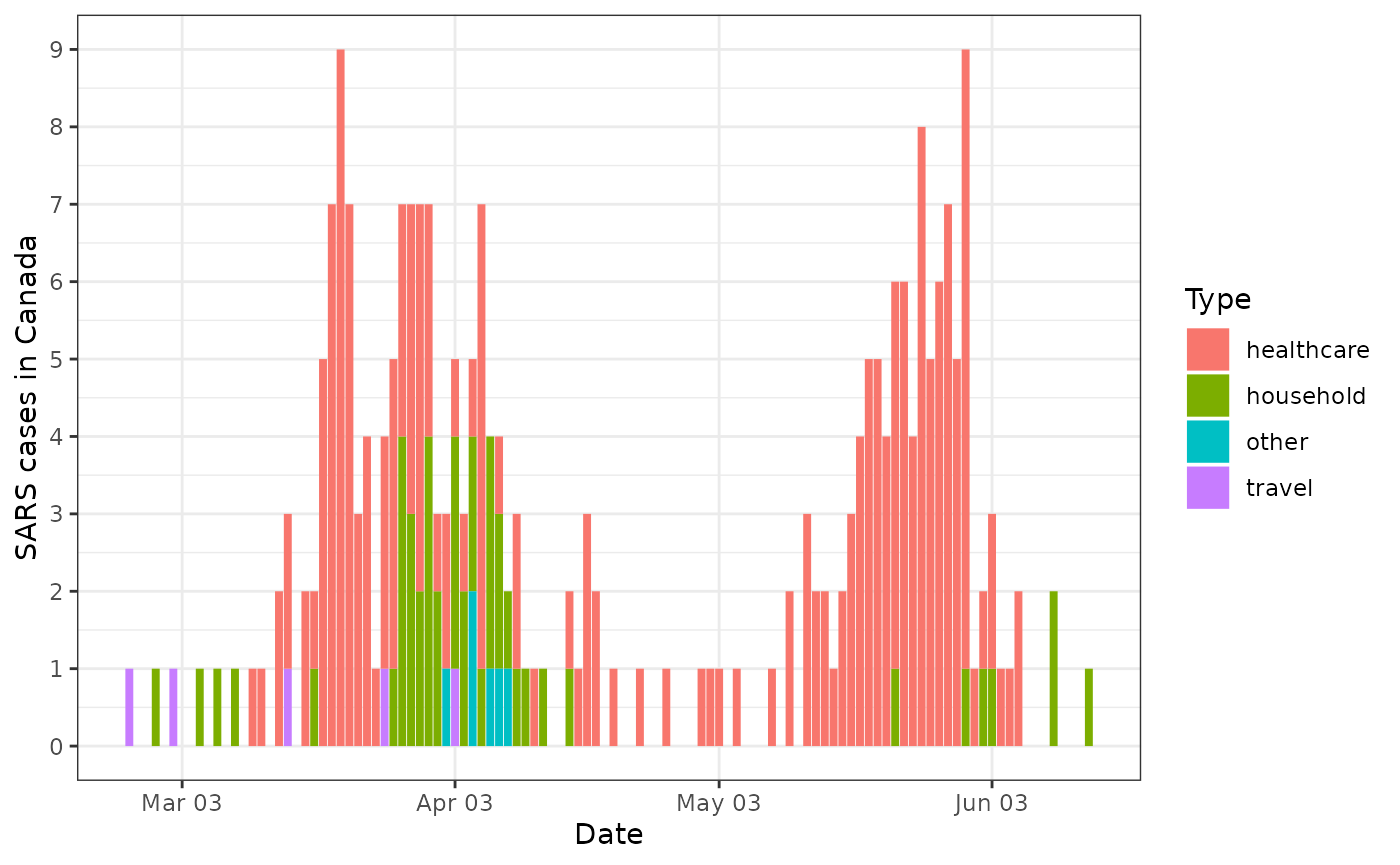 SARS cases in Canada
9
8
7
6
5
4
3
2
1
0
Mar 03
Apr 03
May 03
Jun 03
Date
Type
healthcare
household
other
travel